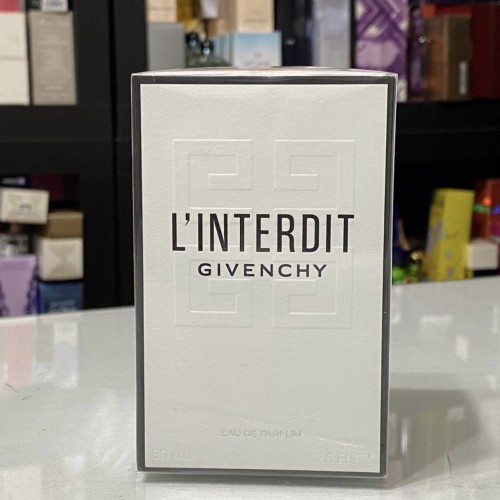 L'INTERDIT
GIVENCHY
EAU DE PARFUM